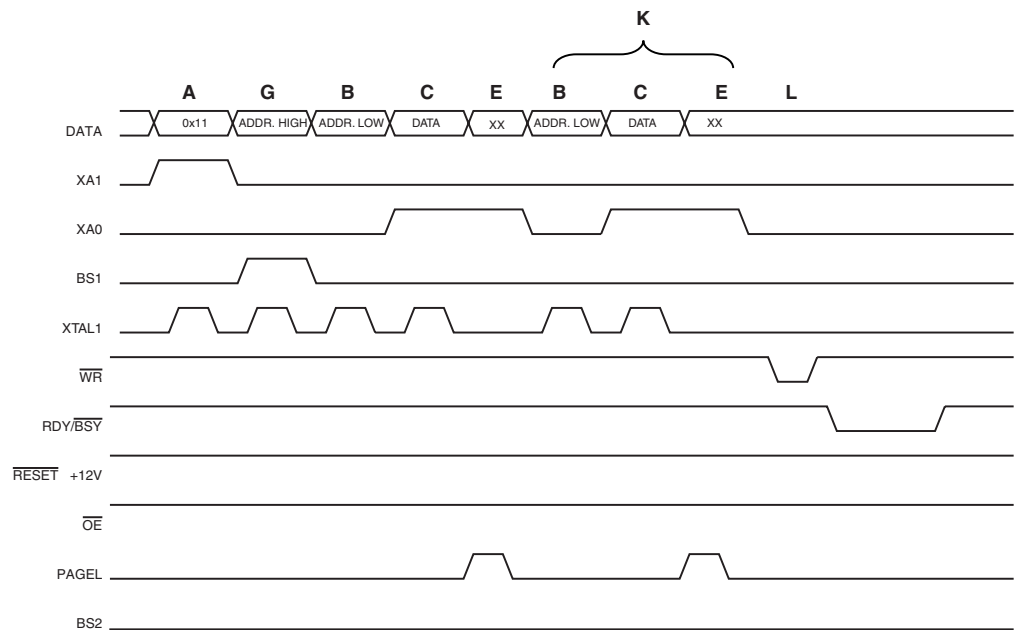 K
A G B C E B C E L
DATA 0x11 ADDR. HIGH ADDR. LOW DATA XX ADDR. LOW DATA XX
XA1
XA0
BS1
XTAL1
WR
RDY/BSY
RESET +12V
OE
PAGEL
BS2